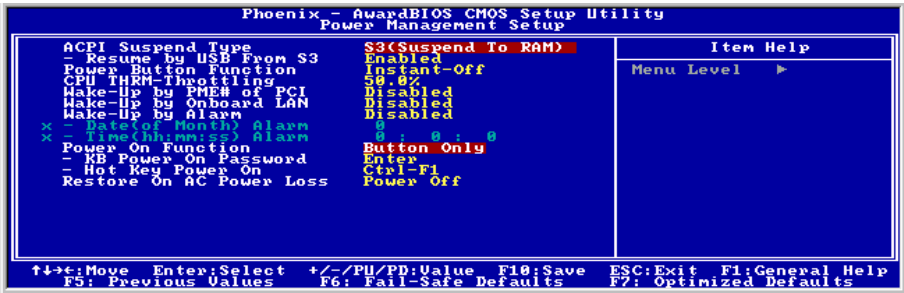 Phoenix - AwardBIOS CMOS Setup Utility
Power Management Setup
ACPI Suspend Type S3(Suspend To RAM)
- Resume by USB From S3 Enabled
Power Button Function Instant-Off
CPU THRM-Throttling 50.0%
Wake-Up by PME# of PCI Disabled
Wake-Up by Onboard LAN Disabled
Wake-Up by Alarm Disabled
x - Date(of Month) Alarm 0
x - Time(hh:mm:ss) Alarm 0 : 0 : 0
Power On Function Button Only
- KB Power On Password Enter
- Hot Key Power On Ctrl-F1
Restore On AC Power Loss Power Off
Item Help
Menu Level ►
↑↓→←:Move Enter:Select +/-/PU/PD:Value F10:Save ESC:Exit F1:General Help
F5: Previous Values F6: Fail-Safe Defaults F7: Optimized Defaults